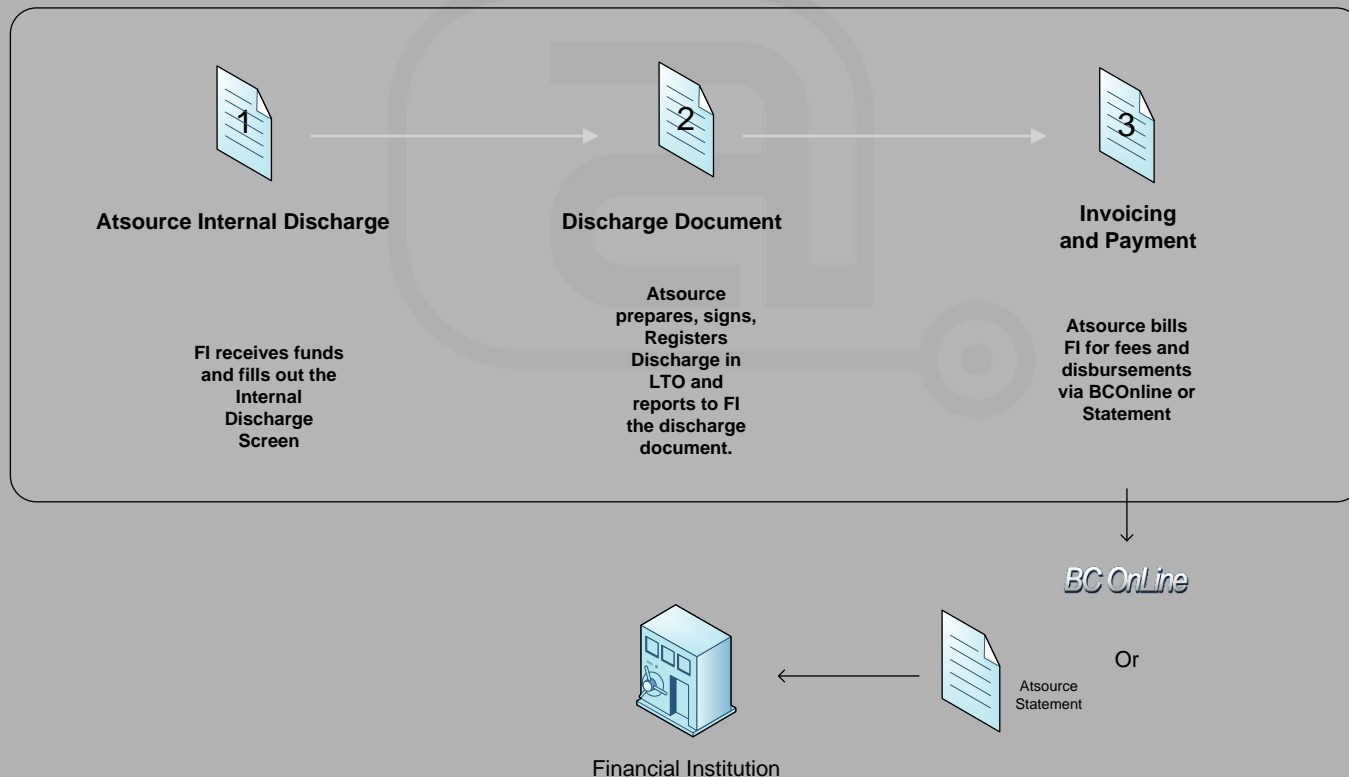 1
2
3
Atsource Internal Discharge
Discharge Document
Invoicing
and Payment
FI receives funds
and fills out the
Internal
Discharge
Screen
Atsource
prepares, signs,
Registers
Discharge in
LTO and
reports to FI
the discharge
document.
Atsource bills
FI for fees and
disbursements
via BCOnline or
Statement
BC OnLine
Or
Atsource
Statement
Financial Institution